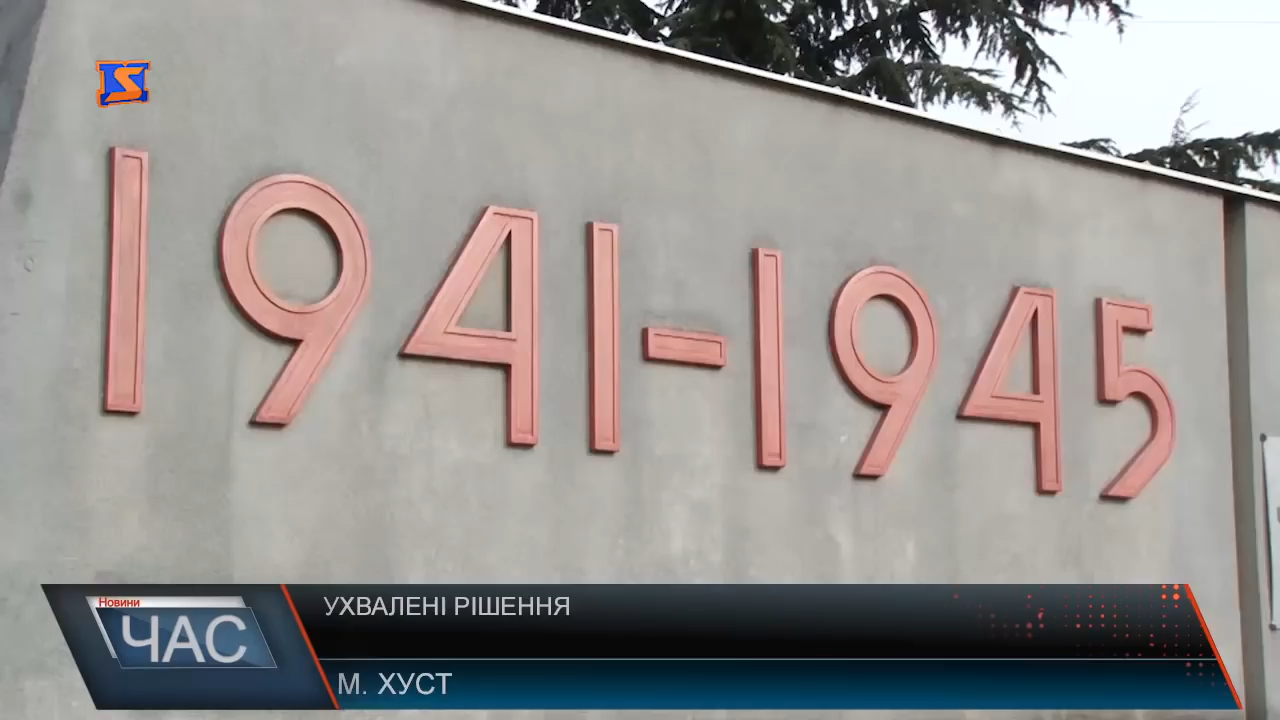 1941-1945
Новини
ЧАС
УХВАЛЕНІ РІШЕННЯ
М. ХУСТ